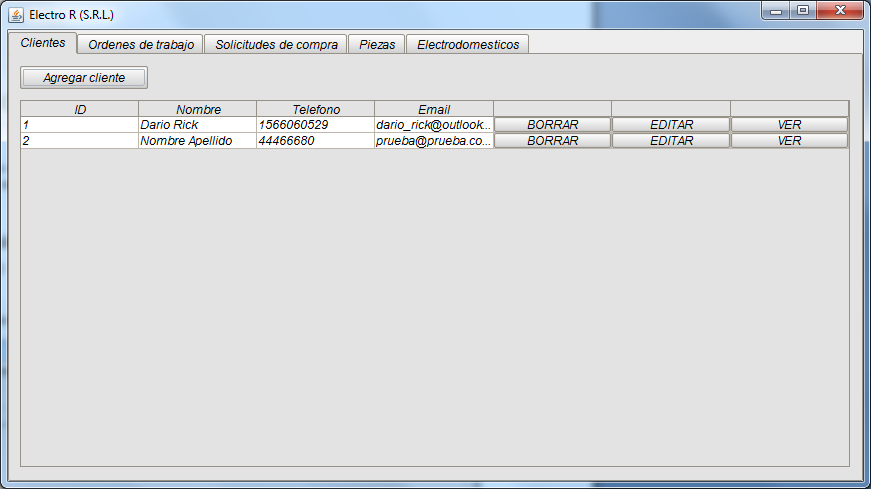 Electro R (S.R.L.)
Clientes Ordenes de trabajo Solicitudes de compra Piezas Electrodomesticos
Agregar cliente
ID Nombre Telefono Email
1 Dario Rick 1566060529 dario_rick@outlook... BORRAR EDITAR VER
2 Nombre Apellido 44466680 prueba@prueba.co... BORRAR EDITAR VER